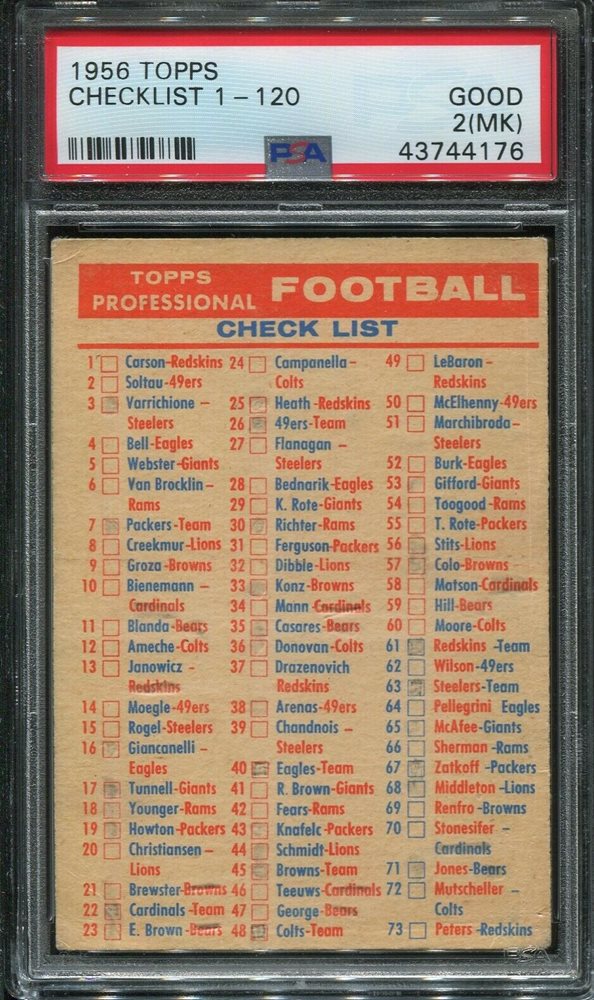 1956 TOPPS
CHECKLIST 1-120 GOOD
2(MK)
PSA 43744176
TOPPS
PROFESSIONAL FOOTBALL
CHECK LIST
1 Carson-Redskins
2 Soltau-49ers
3 Varrichione -
Steelers
4 Bell-Eagles
5 Webster-Giants
6 Van Brocklin -
Rams
7 Packers-Team
8 Creekmur-Lions
9 Groza-Browns
10 Bienemann -
Cardinals
11 Blanda-Bears
12 Ameche-Colts
13 Janowicz -
Redskins
14 Moegle-49ers
15 Rogel-Steelers
16 Giancanelli -
Eagles
17 Tunnell-Giants
18 Younger-Rams
19 Howton-Packers
20 Christiansen-
Lions
21 Brewster-Browns
22 Cardinals-Team
23 E. Brown-Bears
24 Campanella -
Colts
25 Heath-Redskins
26 49ers-Team
27 Flanagan -
Steelers
28 Bednarik-Eagles
29 K. Rote-Giants
30 Richter-Rams
31 Ferguson-Packers
32 Dibble-Lions
33 Konz-Browns
34 Mann Cardinels
35 Casares-Bears
36 Donovan-Colts
37 Drazenovich
Redskins
38 Arenas-49ers
39 Chandnois -
Steelers
40 Eagles-Team
41 R. Brown-Giants
42 Fears-Rams
43 Knafelc-Packers
44 Schmidt-Lions
45 Browns-Team
46 Teeuws-Cardinals
47 George-Bears
48 Colts-Team
49 LeBaron -
Redskins
50 McElhenny-49ers
51 Marchibroda-
Steelers
52 Burk-Eagles
53 Gifford-Giants
54 Toogood -Rams
55 T. Rote-Packers
56 Stits-Lions
57 Colo-Browns
58 Matson-Cardinals
59 Hill-Bears
60 Moore-Colts
61 Redskins -Team
62 Wilson-49ers
63 Steelers-Team
64 Pellegrini Eagles
65 McAfee-Giants
66 Sherman -Rams
67 Zatkoff -Packers
68 Middleton -Lions
69 Renfro -Browns
70 Stonesifer -
Cardinals
71 Jones-Bears
72 Mutscheller -
Colts
73 Peters -Redskins
PSA